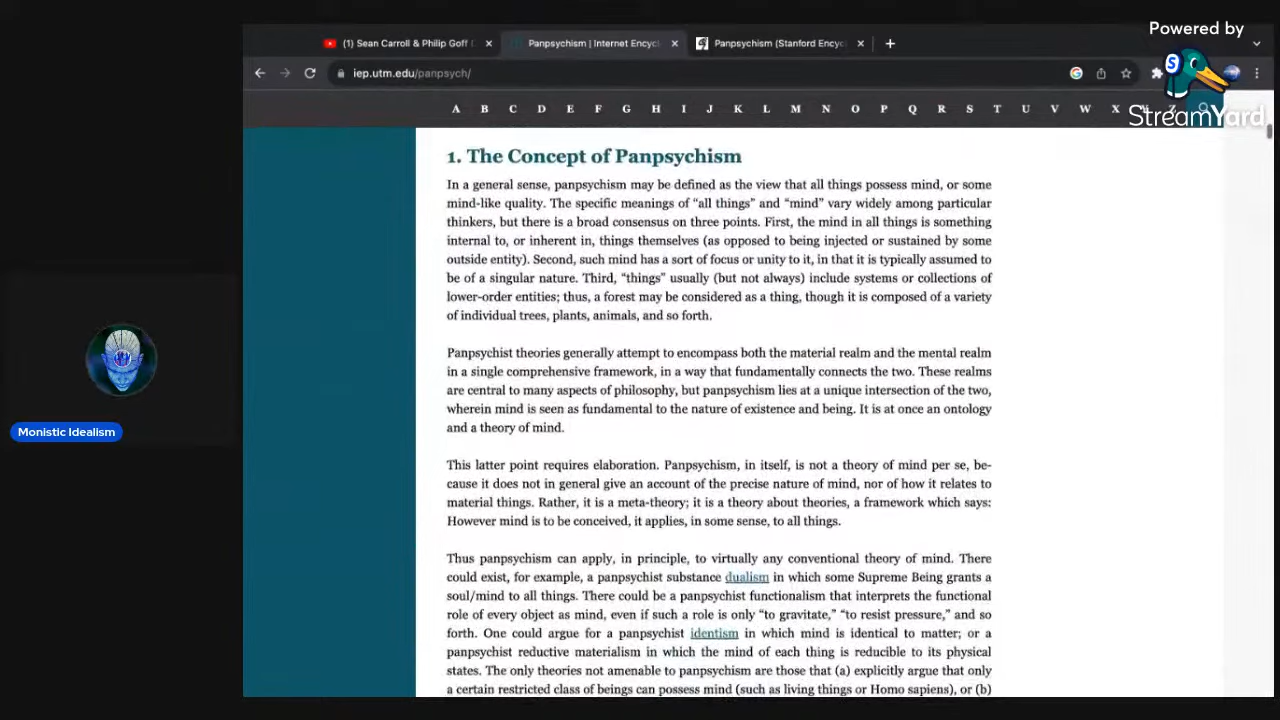 Powered by
StreamYard
(1) Sean Carroll & Philip Goff
Panpsychism | Internet Encyc
Panpsychism (Stanford Encyc
iep.utm.edu/panpsych/
A B C D E F G H I J K L M N O P Q R S T U V W X Y Z
1. The Concept of Panpsychism
In a general sense, panpsychism may be defined as the view that all things possess mind, or some
mind-like quality. The specific meanings of “all things” and “mind” vary widely among particular
thinkers, but there is a broad consensus on three points. First, the mind in all things is something
internal to, or inherent in, things themselves (as opposed to being injected or sustained by some
outside entity). Second, such mind has a sort of focus or unity to it, in that it is typically assumed to
be of a singular nature. Third, “things” usually (but not always) include systems or collections of
lower-order entities; thus, a forest may be considered as a thing, though it is composed of a variety
of individual trees, plants, animals, and so forth.
Panpsychist theories generally attempt to encompass both the material realm and the mental realm
in a single comprehensive framework, in a way that fundamentally connects the two. These realms
are central to many aspects of philosophy, but panpsychism lies at a unique intersection of the two,
wherein mind is seen as fundamental to the nature of existence and being. It is at once an ontology
and a theory of mind.
This latter point requires elaboration. Panpsychism, in itself, is not a theory of mind per se, be-
cause it does not in general give an account of the precise nature of mind, nor of how it relates to
material things. Rather, it is a meta-theory; it is a theory about theories, a framework which says:
However mind is to be conceived, it applies, in some sense, to all things.
Thus panpsychism can apply, in principle, to virtually any conventional theory of mind. There
could exist, for example, a panpsychist substance dualism in which some Supreme Being grants a
soul/mind to all things. There could be a panpsychist functionalism that interprets the functional
role of every object as mind, even if such a role is only “to gravitate,” “to resist pressure,” and so
forth. One could argue for a panpsychist identism in which mind is identical to matter; or a
panpsychist reductive materialism in which the mind of each thing is reducible to its physical
states. The only theories not amenable to panpsychism are those that (a) explicitly argue that only
a certain restricted class of beings can possess mind (such as living things or Homo sapiens), or (b)
Monistic Idealism